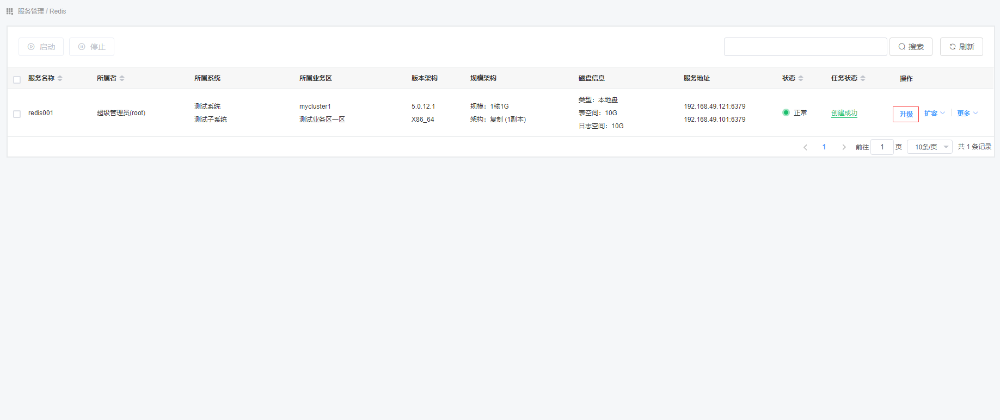 服务管理 / Redis
启动 停止 搜索 刷新
服务名称 所属者 所属系统 所属业务区 版本架构 规模架构 磁盘信息 服务地址 状态 任务状态 操作
redis001 超级管理员(root) 测试系统 mycluster1 5.0.12.1 规模：1核1G 类型：本地盘 192.168.49.121:6379 正常 创建成功 升级 扩容 更多
测试子系统 测试业务区一区 X86_64 架构：复制 (1副本) 表空间：10G 192.168.49.101:6379
日志空间：10G
1 前往 1 页 10条/页 共 1 条记录